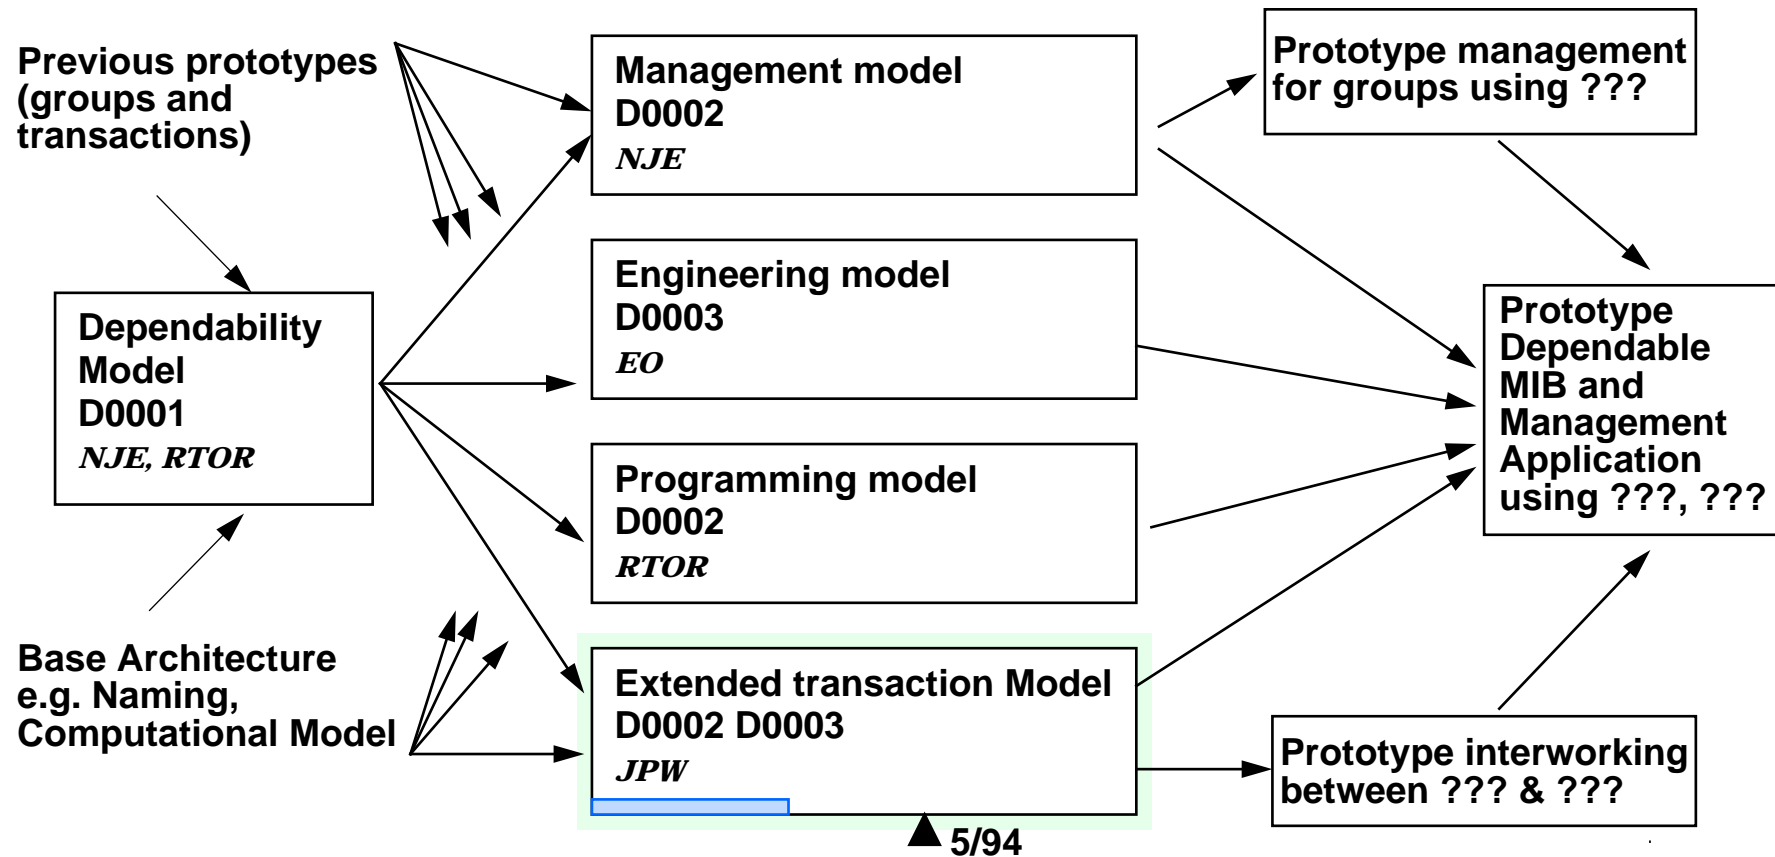 Previous prototypes
(groups and
transactions)
Dependability
Model
D0001
NJE, RTOR
Base Architecture
e.g. Naming,
Computational Model
Management model
D0002
NJE
Engineering model
D0003
EO
Programming model
D0002
RTOR
Extended transaction Model
D0002 D0003
JPW
5/94
Prototype management
for groups using ???
Prototype
Dependable
MIB and
Management
Application
using ???, ???
Prototype interworking
between ??? & ???